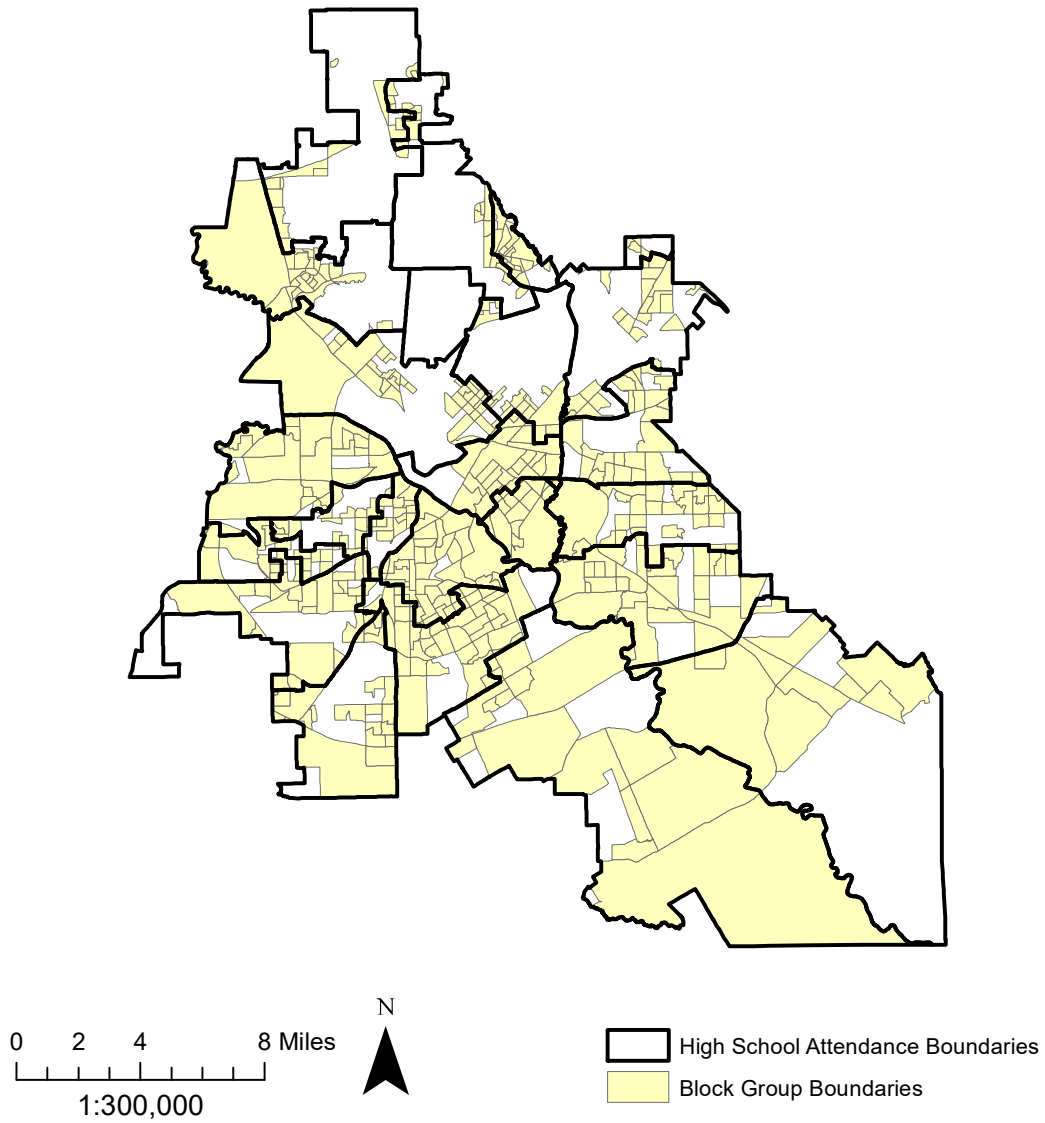 N
0 2 4 8 Miles
1:300,000
High School Attendance Boundaries
Block Group Boundaries